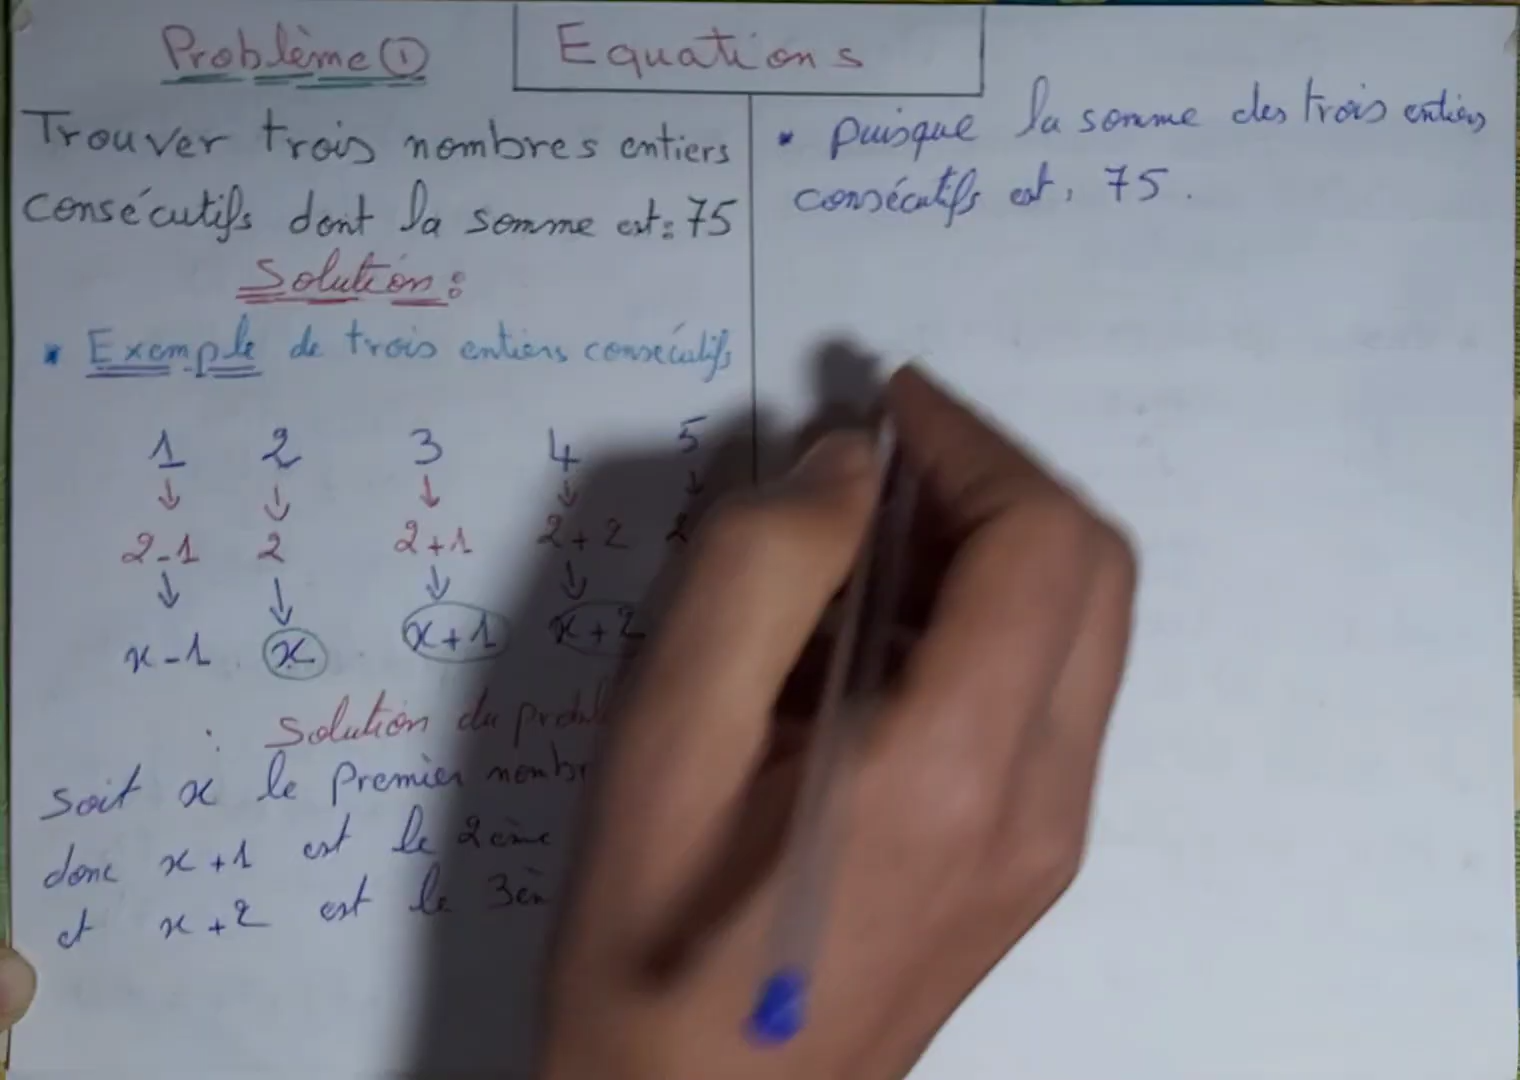 Problème ①
Equations
Trouver trois nombres entiers
consécutifs dont la somme est: 75
Solution:
• Exemple de trois entiers consécutifs
1 2 3 4 5
↓ ↓ ↓ ↓ ↓
2-1 2 2+1 2+2 2
↓ ↓ ↓ ↓
x-1 x x+1 x+2
solution du
soit x le premier
donc x+1 est le 2ème
et x+2 est le
• puisque la somme des trois entiers
consécutifs est, 75.